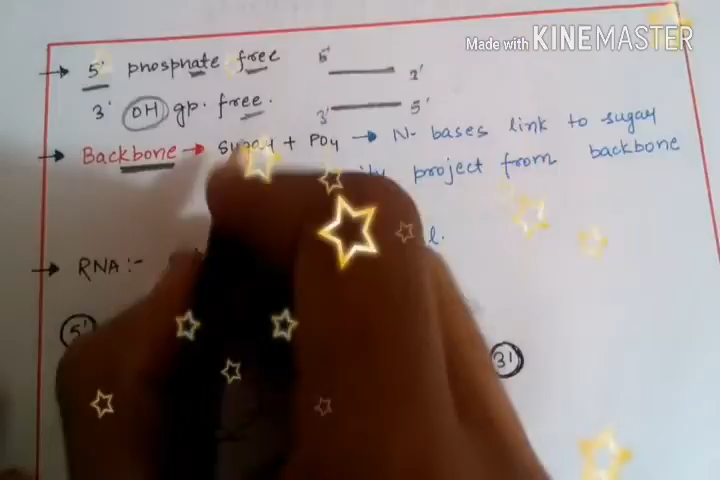 Made with KINEMASTER
→ 5' phosphate free 5' 3'
3' OH gp. free. 3' 5'
→ Backbone → sugar + PO4 → N-bases link to sugar
project from backbone
→ RNA :-
5' 3'